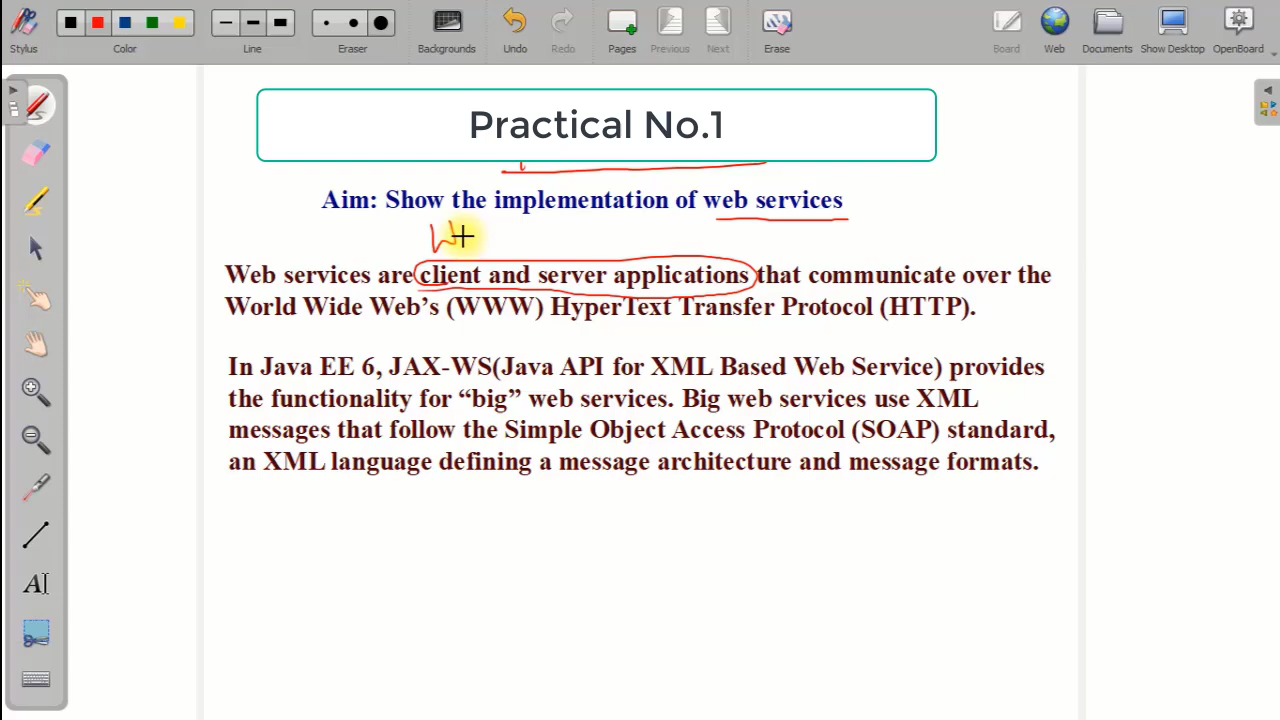 Stylus
Color
Line
Eraser
Backgrounds
Undo
Redo
Pages
Previous
Next
Erase
Board
Web
Documents
Show Desktop
OpenBoard
Practical No.1
Aim: Show the implementation of web services
W
Web services are client and server applications that communicate over the
World Wide Web’s (WWW) HyperText Transfer Protocol (HTTP).
In Java EE 6, JAX-WS(Java API for XML Based Web Service) provides
the functionality for “big” web services. Big web services use XML
messages that follow the Simple Object Access Protocol (SOAP) standard,
an XML language defining a message architecture and message formats.
AI